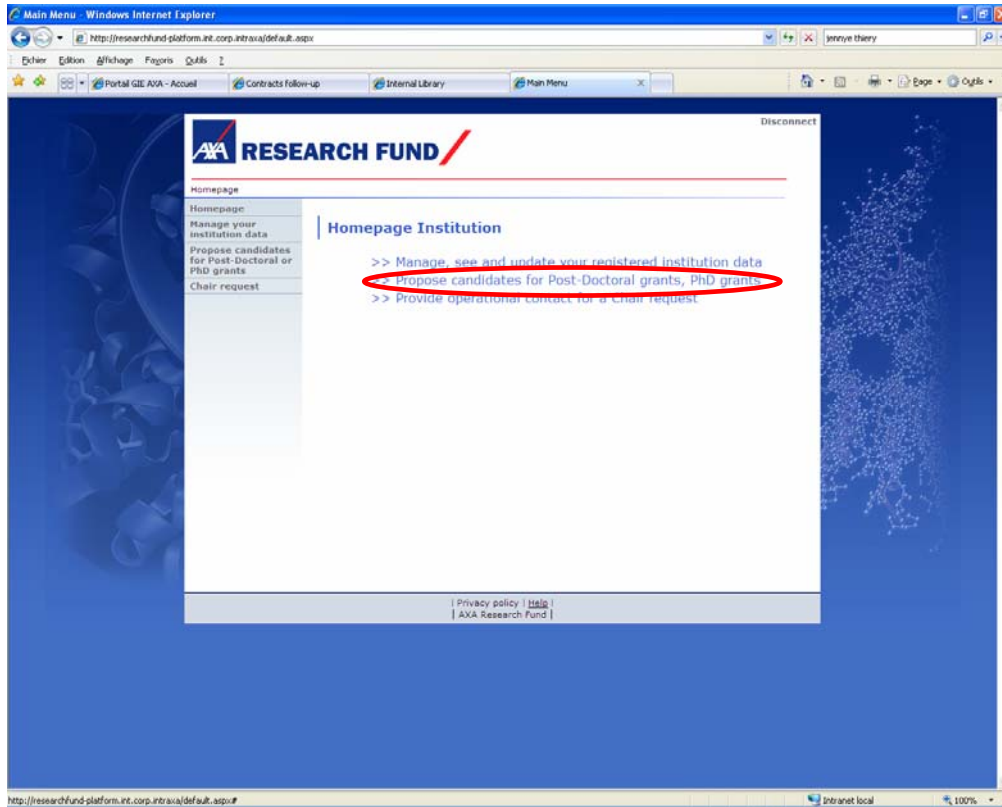 Main Menu - Windows Internet Explorer
http://researchfund-platform.int.corp.intraxa/default.aspx
jennye thiery
Fichier Edition Affichage Favoris Outils ?
Portail GIE AXA - Accueil
Contracts follow-up
Internal Library
Main Menu
Page
Outils
Disconnect
AXA RESEARCH FUND
Homepage
Homepage
Manage your
institution data
Propose candidates
for Post-Doctoral or
PhD grants
Chair request
Homepage Institution
>> Manage, see and update your registered institution data
>> Propose candidates for Post-Doctoral grants, PhD grants
>> Provide operational contact for a Chair request
| Privacy policy | Help |
| AXA Research Fund |
http://researchfund-platform.int.corp.intraxa/default.aspx#
Intranet local
100%